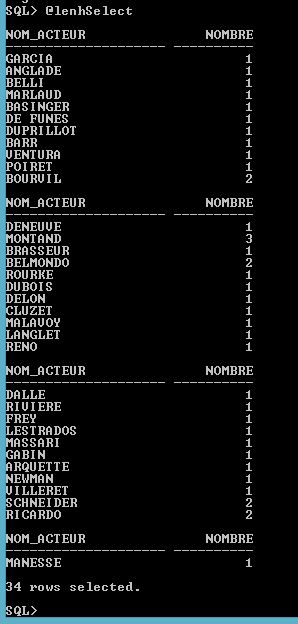 SQL> @lenhSelect
NOM_ACTEUR NOMBRE
-------------------- ----------
GARCIA 1
ANGLADE 1
BELLI 1
MARLAUD 1
BASINGER 1
DE FUNES 1
DUPRILLOT 1
BARR 1
VENTURA 1
POIRET 1
BOURVIL 2
NOM_ACTEUR NOMBRE
-------------------- ----------
DENEUVE 1
MONTAND 3
BRASSEUR 1
BELMONDO 2
ROURKE 1
DUBOIS 1
DELON 1
CLUZET 1
MALAVOY 1
LANGLET 1
RENO 1
NOM_ACTEUR NOMBRE
-------------------- ----------
DALLE 1
RIVIERE 1
FREY 1
LESTRADOS 1
MASSARI 1
GABIN 1
ARQUETTE 1
NEWMAN 1
VILLERET 1
SCHNEIDER 2
RICARDO 2
NOM_ACTEUR NOMBRE
-------------------- ----------
MANESSE 1
34 rows selected.
SQL>